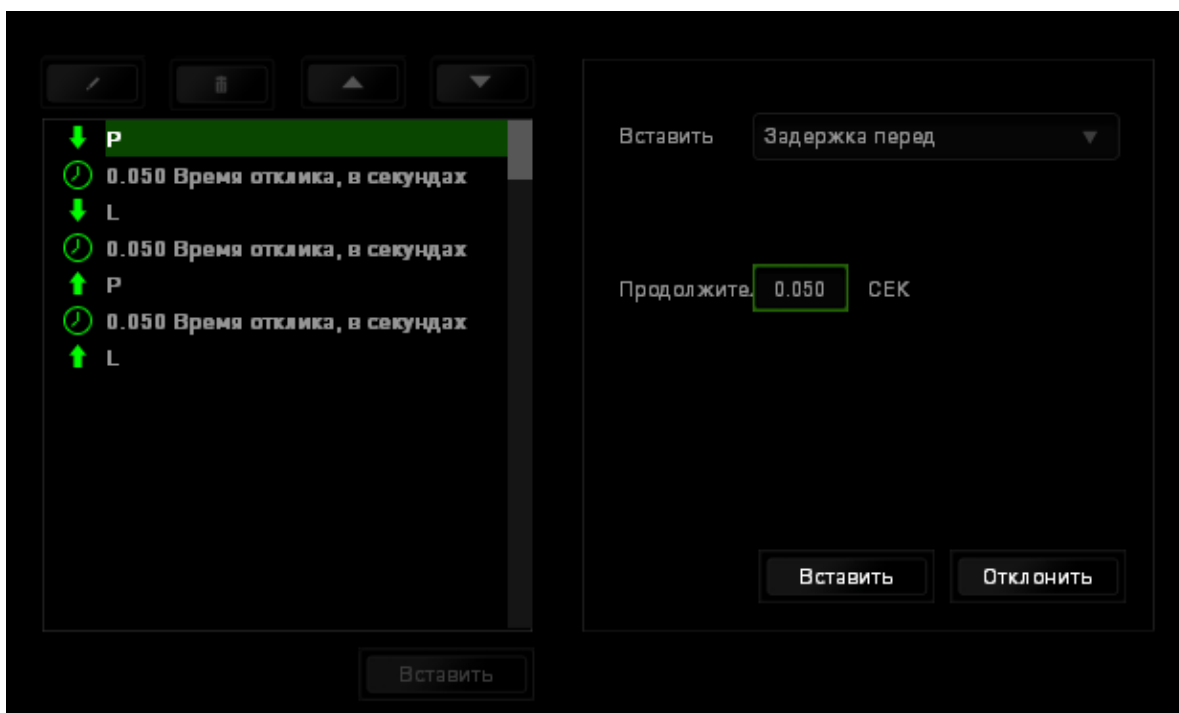 P
0.050 Время отклика, в секундах
L
0.050 Время отклика, в секундах
P
0.050 Время отклика, в секундах
L
Вставить
Вставить Задержка перед
Продолжите 0.050 СЕК
Вставить Отклонить